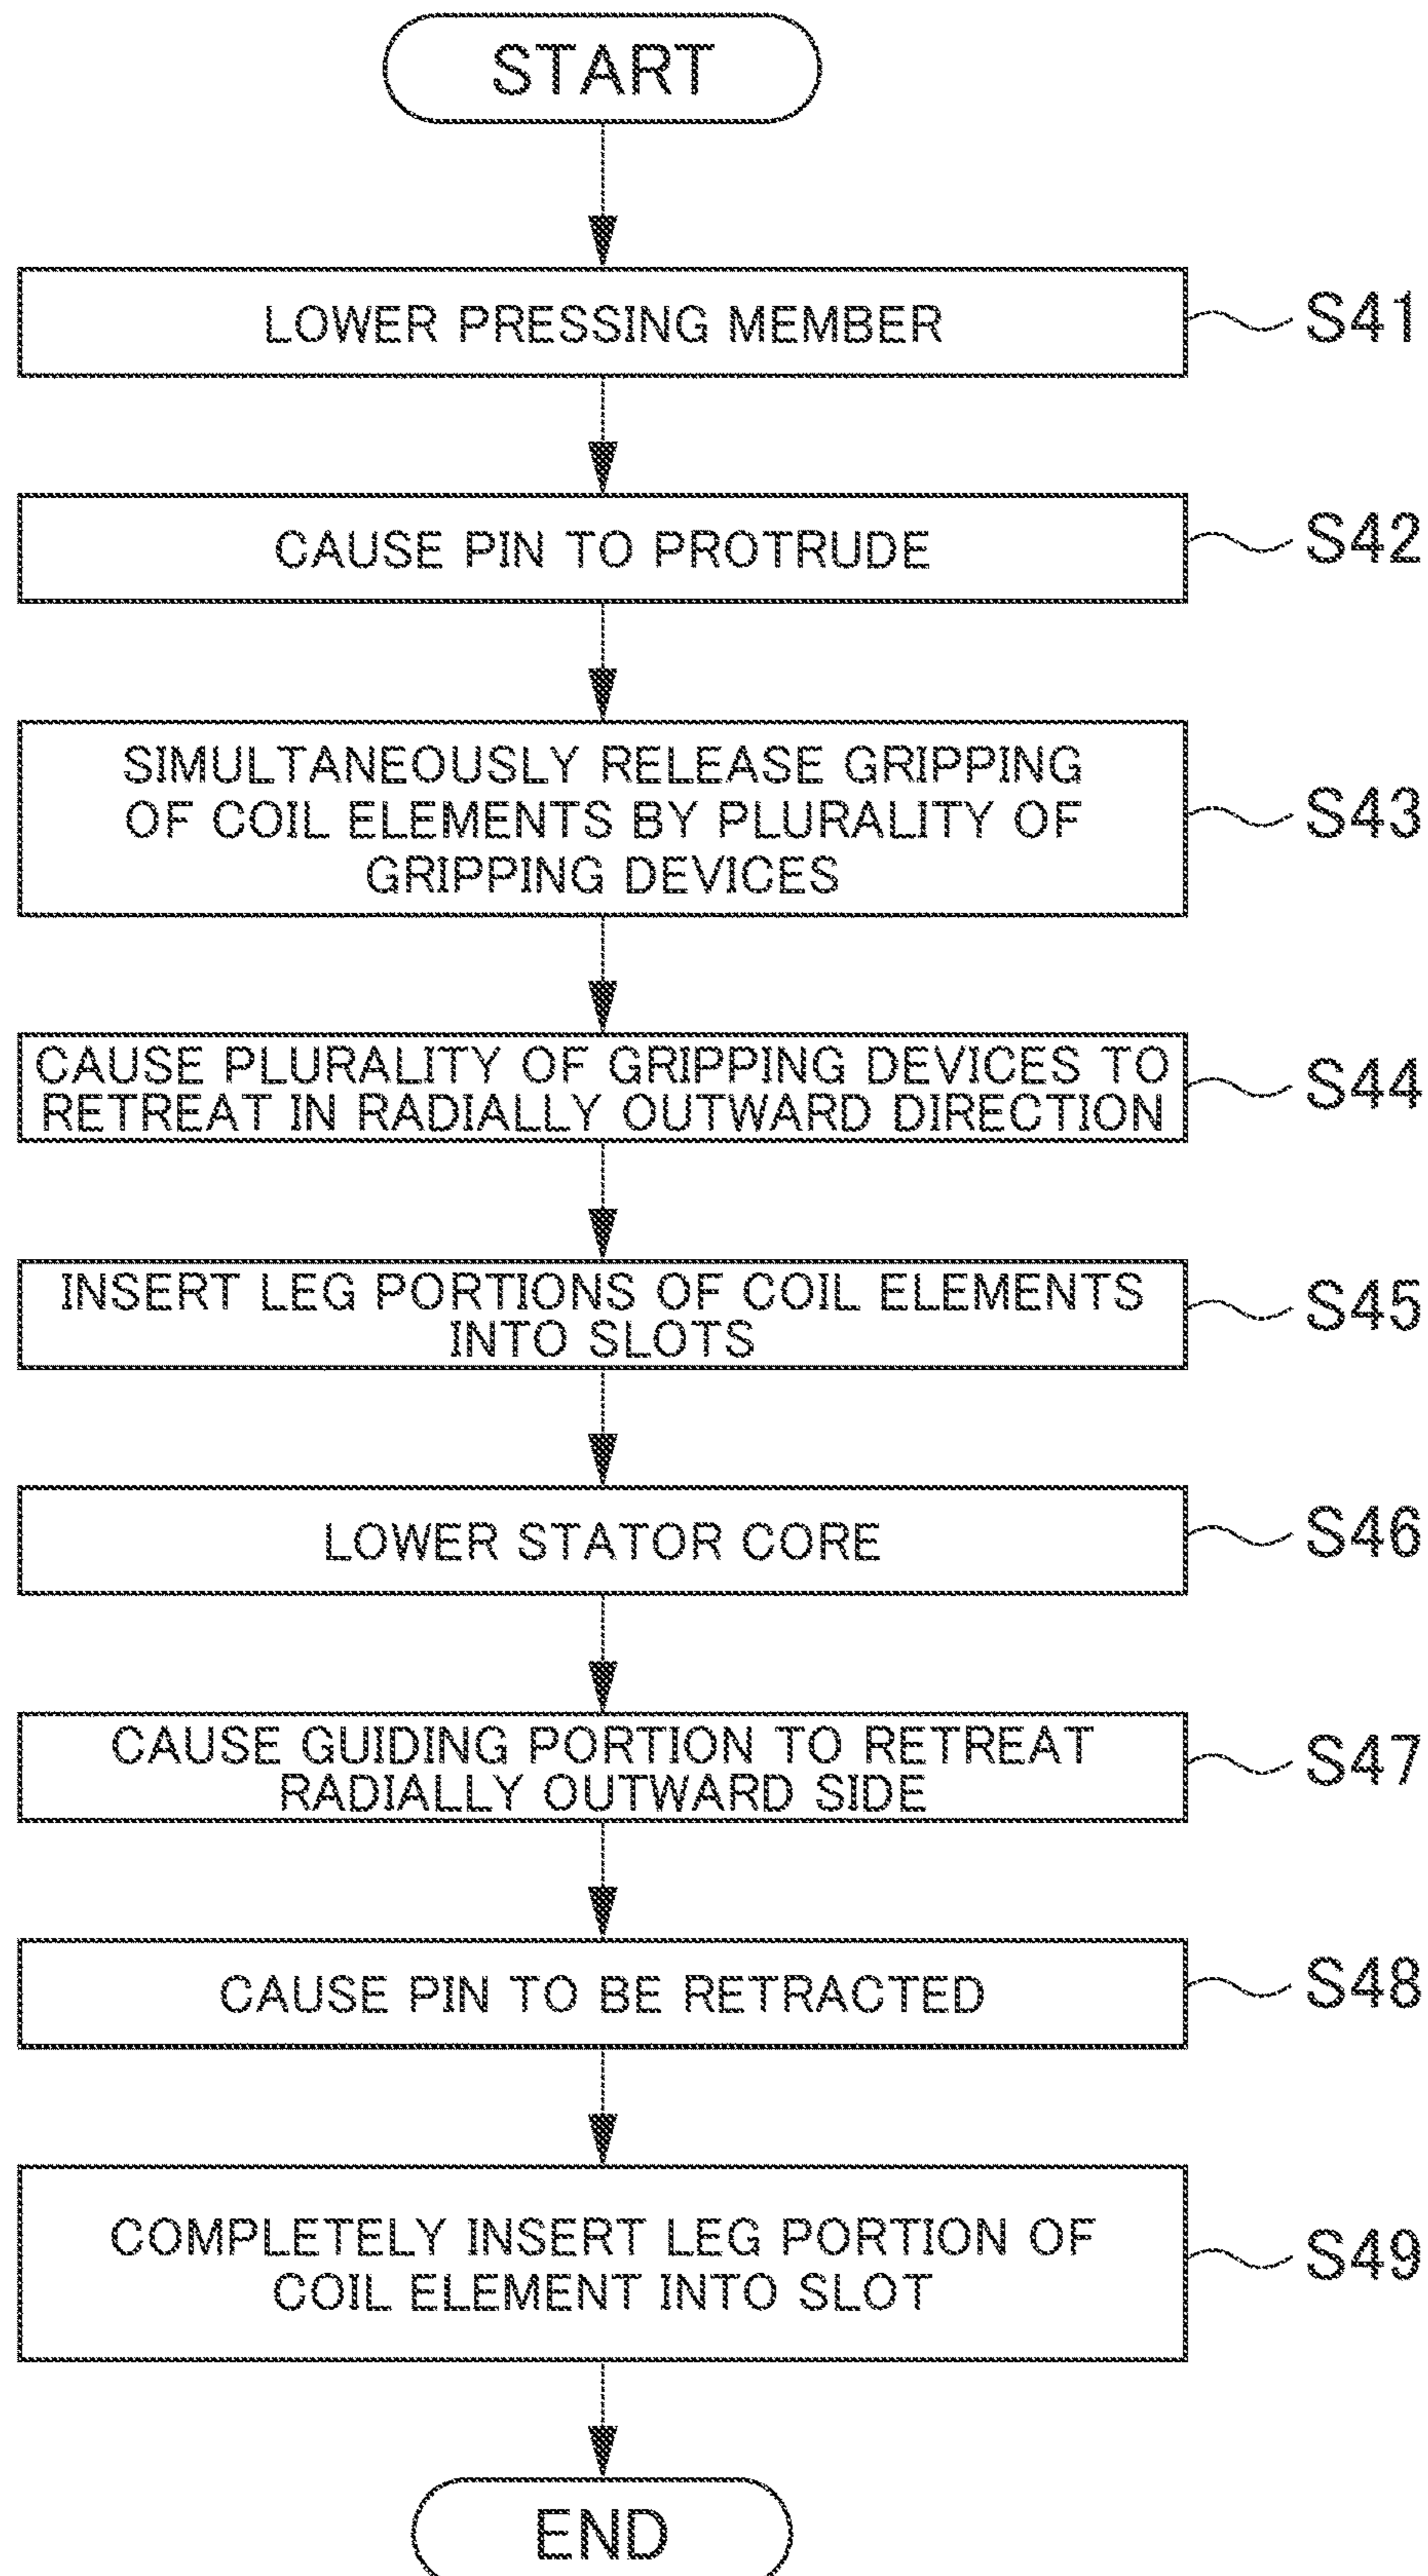 START
LOWER PRESSING MEMBER
S41
CAUSE PIN TO PROTRUDE
S42
SIMULTANEOUSLY RELEASE GRIPPING
OF COIL ELEMENTS BY PLURALITY OF
GRIPPING DEVICES
S43
CAUSE PLURALITY OF GRIPPING DEVICES TO
RETREAT IN RADIALLY OUTWARD DIRECTION
S44
INSERT LEG PORTIONS OF COIL ELEMENTS
INTO SLOTS
S45
LOWER STATOR CORE
S46
CAUSE GUIDING PORTION TO RETREAT
RADIALLY OUTWARD SIDE
S47
CAUSE PIN TO BE RETRACTED
S48
COMPLETELY INSERT LEG PORTION OF
COIL ELEMENT INTO SLOT
S49
END